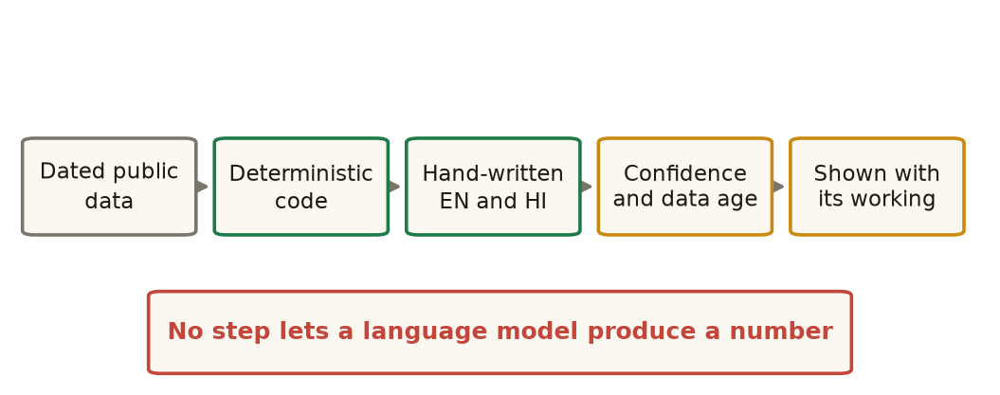 Dated public
data
Deterministic
code
Hand-written
EN and HI
Confidence
and data age
Shown with
its working
No step lets a language model produce a number